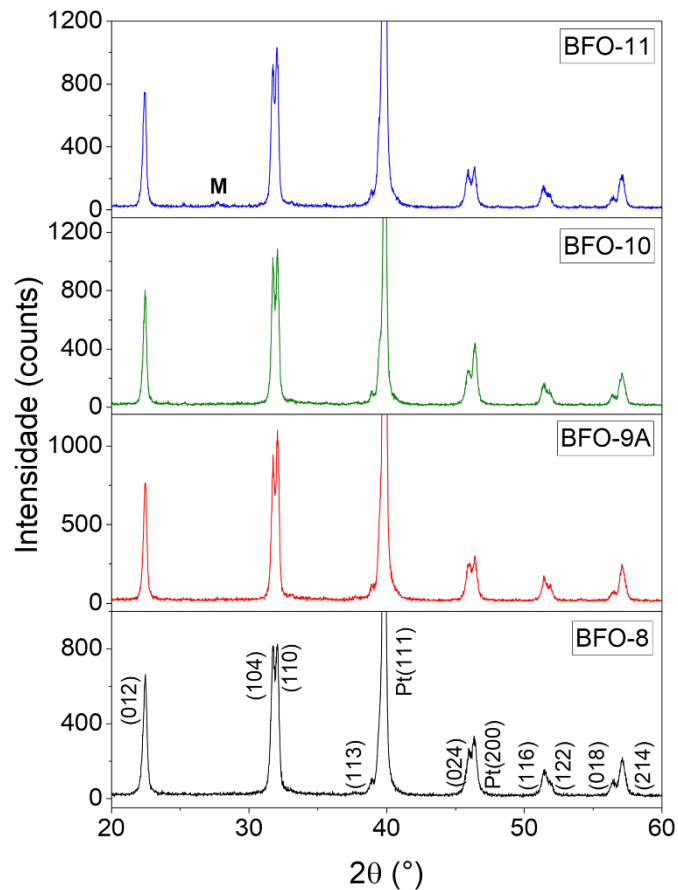 Intensidade (counts)
1200
800
400
0
BFO-11
M
1200
800
400
0
BFO-10
1000
500
0
BFO-9A
800
400
0
BFO-8
(012)
(104)
(110)
(113)
Pt(111)
(024)
Pt(200)
(116)
(122)
(018)
(214)
20 30 40 50 60
2θ (°)